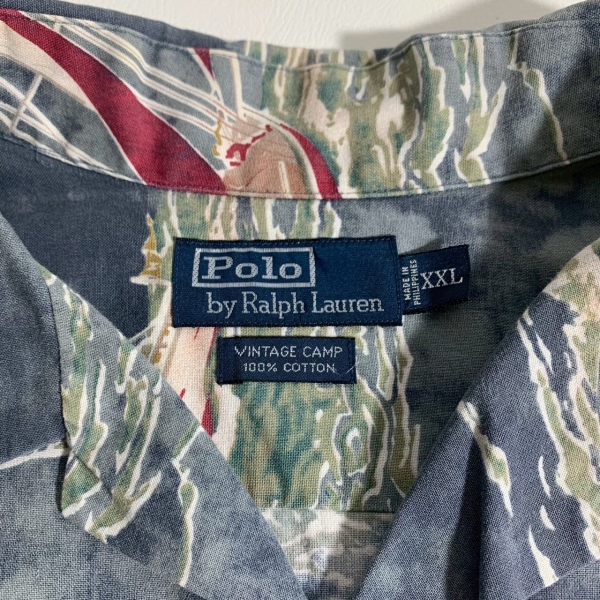 Polo
by Ralph Lauren
MADE IN
PHILIPPINES
XXL
VINTAGE CAMP
100% COTTON